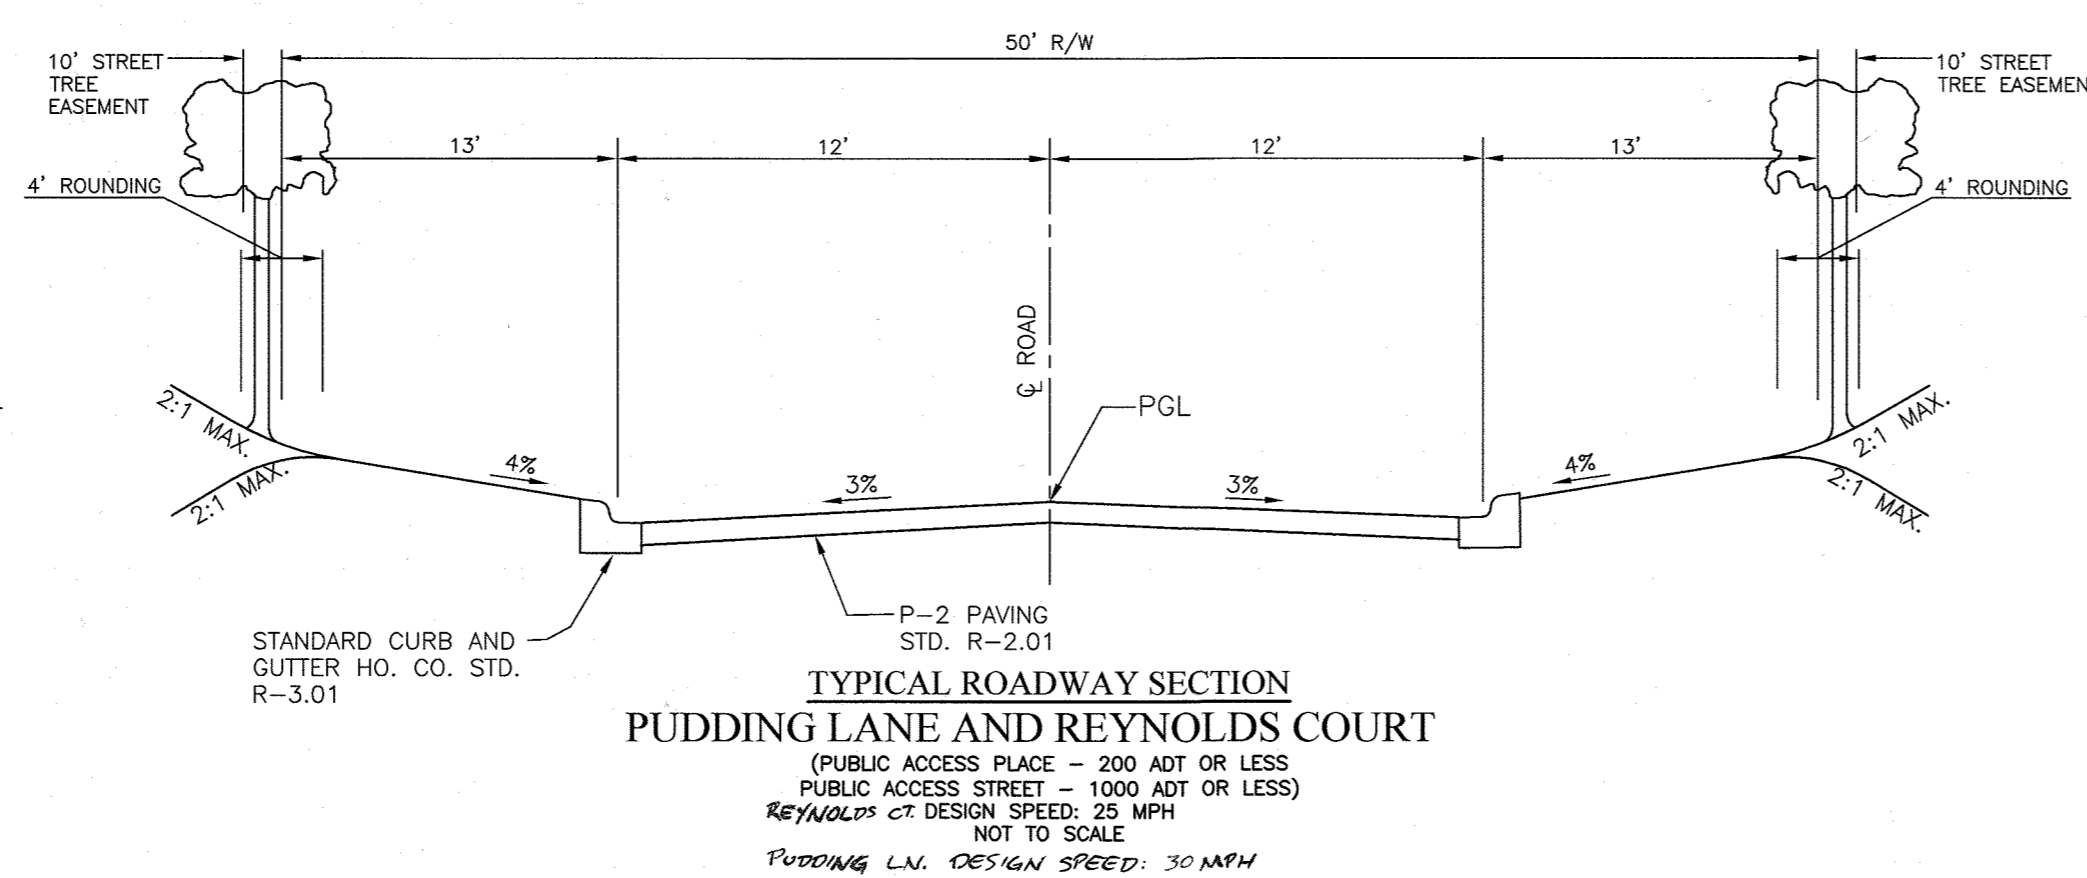 50' R/W
10' STREET
TREE
EASEMENT
10' STREET
TREE EASEMEN
13'
12'
12'
13'
4' ROUNDING
4' ROUNDING
℄ ROAD
PGL
2:1 MAX.
2:1 MAX.
4%
3%
3%
4%
2:1 MAX.
2:1 MAX.
P-2 PAVING
STD. R-2.01
STANDARD CURB AND
GUTTER HO. CO. STD.
R-3.01
TYPICAL ROADWAY SECTION
PUDDING LANE AND REYNOLDS COURT
(PUBLIC ACCESS PLACE - 200 ADT OR LESS
PUBLIC ACCESS STREET - 1000 ADT OR LESS)
REYNOLDS CT. DESIGN SPEED: 25 MPH
NOT TO SCALE
PUDDING LN. DESIGN SPEED: 30 MPH